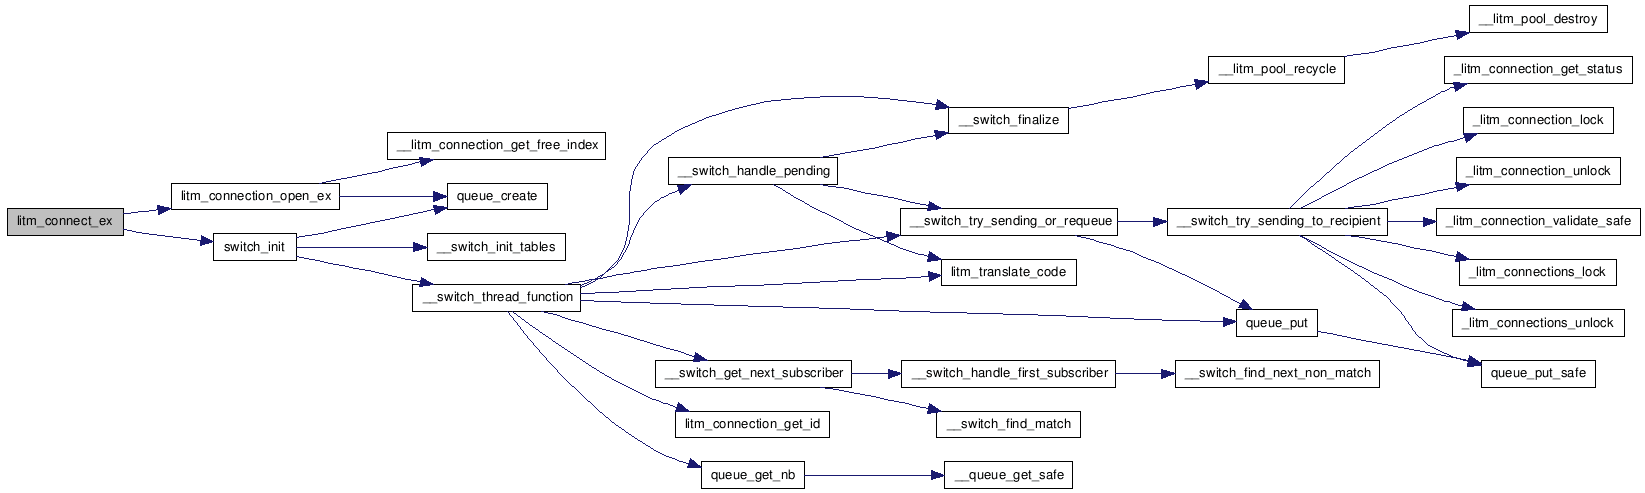 litm_connect_ex
litm_connection_open_ex
switch_init
__litm_connection_get_free_index
queue_create
__switch_init_tables
__switch_thread_function
__switch_handle_pending
__switch_get_next_subscriber
litm_connection_get_id
queue_get_nb
__switch_finalize
__switch_try_sending_or_requeue
litm_translate_code
__switch_handle_first_subscriber
__switch_find_match
__queue_get_safe
__litm_pool_recycle
__switch_try_sending_to_recipient
queue_put
__switch_find_next_non_match
__litm_pool_destroy
_litm_connection_get_status
_litm_connection_lock
_litm_connection_unlock
_litm_connection_validate_safe
_litm_connections_lock
_litm_connections_unlock
queue_put_safe